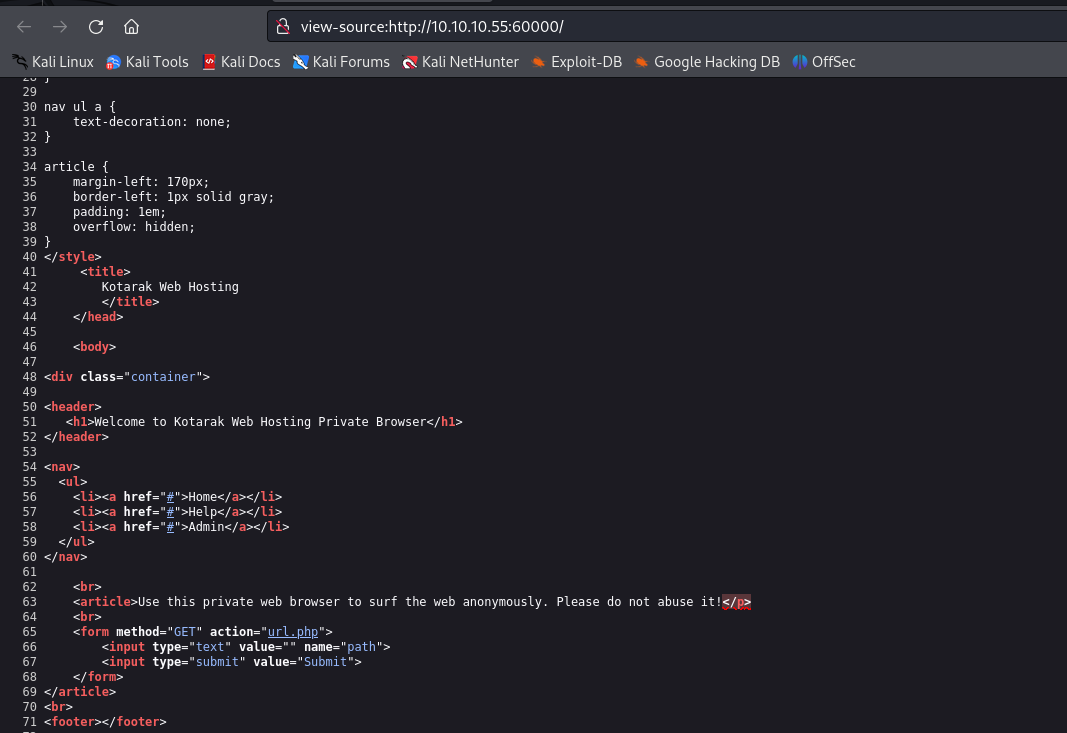 view-source:http://10.10.10.55:60000/
Kali Linux Kali Tools Kali Docs Kali Forums Kali NetHunter Exploit-DB Google Hacking DB OffSec
28 }
29
30 nav ul a {
31     text-decoration: none;
32 }
33
34 article {
35     margin-left: 170px;
36     border-left: 1px solid gray;
37     padding: 1em;
38     overflow: hidden;
39 }
40 </style>
41      <title>
42         Kotarak Web Hosting
43         </title>
44     </head>
45
46     <body>
47
48 <div class="container">
49
50 <header>
51    <h1>Welcome to Kotarak Web Hosting Private Browser</h1>
52 </header>
53
54 <nav>
55   <ul>
56     <li><a href="#">Home</a></li>
57     <li><a href="#">Help</a></li>
58     <li><a href="#">Admin</a></li>
59   </ul>
60 </nav>
61
62     <br>
63     <article>Use this private web browser to surf the web anonymously. Please do not abuse it!</p>
64     <br>
65     <form method="GET" action="url.php">
66         <input type="text" value="" name="path">
67         <input type="submit" value="Submit">
68     </form>
69 </article>
70 <br>
71 <footer></footer>